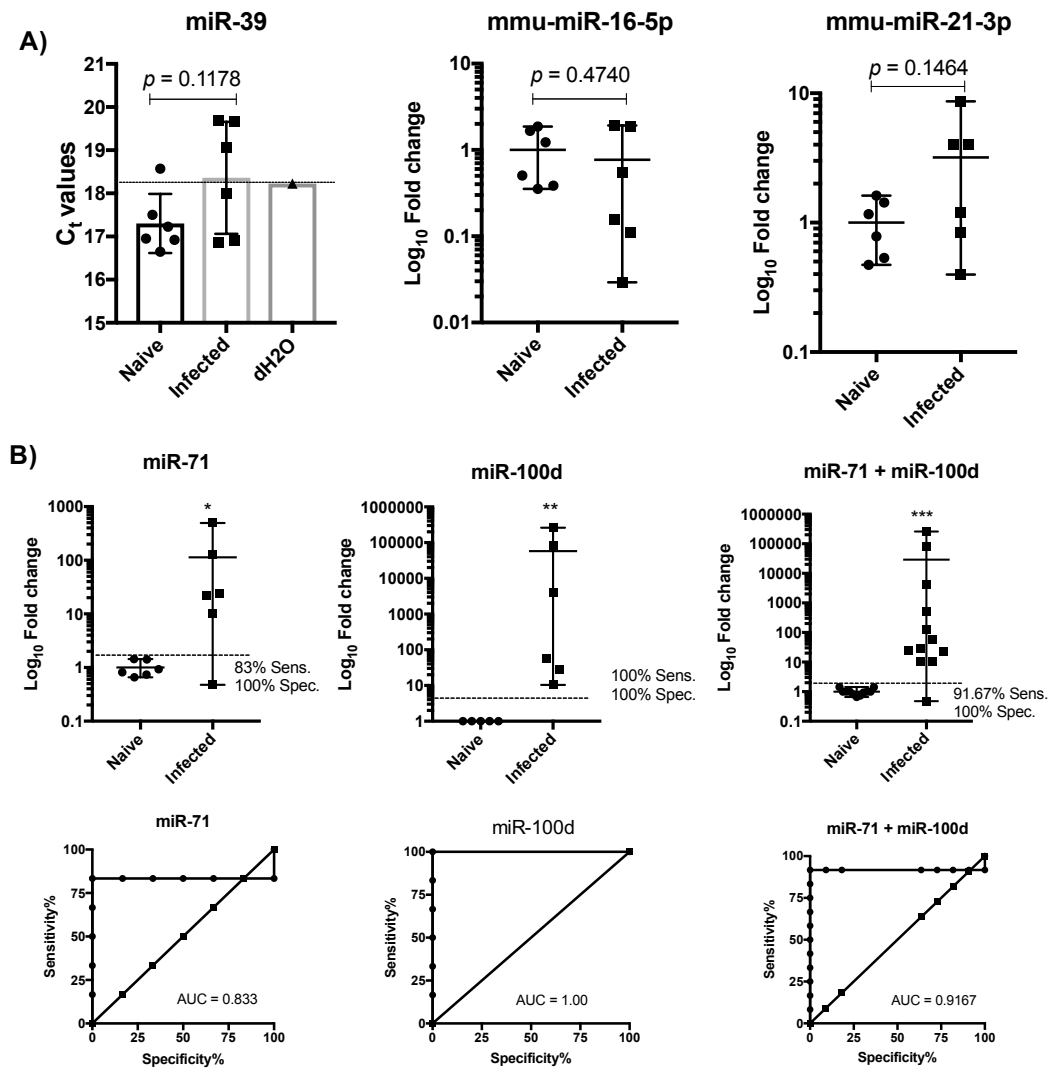 A)
miR-39
C_t values
21
20
19
18
17
16
15
p = 0.1178
Naive
Infected
dH2O
mmu-miR-16-5p
Log₁₀ Fold change
10
1
0.1
0.01
p = 0.4740
Naive
Infected
mmu-miR-21-3p
Log₁₀ Fold change
10
1
0.1
p = 0.1464
Naive
Infected
B)
miR-71
Log₁₀ Fold change
1000
100
10
1
0.1
*
83% Sens.
100% Spec.
Naive
Infected
miR-100d
Log₁₀ Fold change
1000000
100000
10000
1000
100
10
1
**
100% Sens.
100% Spec.
Naive
Infected
miR-71 + miR-100d
Log₁₀ Fold change
1000000
100000
10000
1000
100
10
1
0.1
***
91.67% Sens.
100% Spec.
Naive
Infected
miR-71
Sensitivity%
100
75
50
25
0
AUC = 0.833
0 25 50 75 100
Specificity%
miR-100d
Sensitivity%
100
75
50
25
0
AUC = 1.00
0 25 50 75 100
Specificity%
miR-71 + miR-100d
Sensitivity%
100
75
50
25
0
AUC = 0.9167
0 25 50 75 100
Specificity%